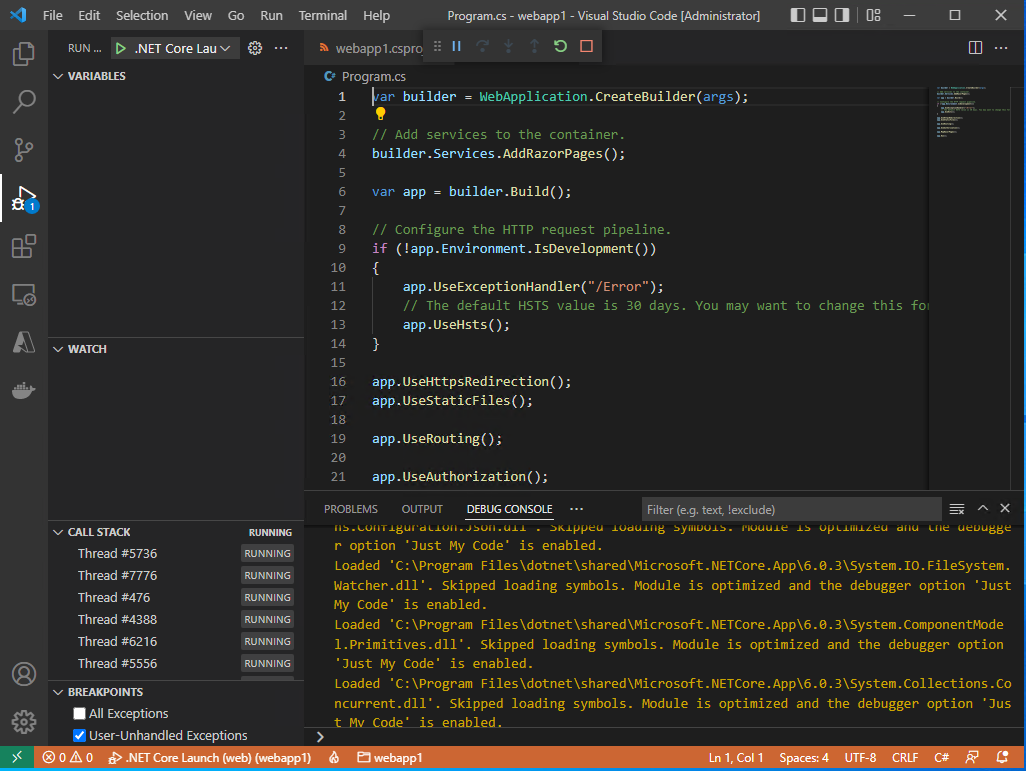 File Edit Selection View Go Run Terminal Help Program.cs - webapp1 - Visual Studio Code [Administrator]
RUN ... .NET Core Lau
webapp1.cspro
VARIABLES
Program.cs
1 var builder = WebApplication.CreateBuilder(args);
2
3 // Add services to the container.
4 builder.Services.AddRazorPages();
5
6 var app = builder.Build();
7
8 // Configure the HTTP request pipeline.
9 if (!app.Environment.IsDevelopment())
10 {
11 app.UseExceptionHandler("/Error");
12 // The default HSTS value is 30 days. You may want to change this for
13 app.UseHsts();
14 }
15
16 app.UseHttpsRedirection();
17 app.UseStaticFiles();
18
19 app.UseRouting();
20
21 app.UseAuthorization();
1
WATCH
CALL STACK RUNNING
Thread #5736 RUNNING
Thread #7776 RUNNING
Thread #476 RUNNING
Thread #4388 RUNNING
Thread #6216 RUNNING
Thread #5556 RUNNING
BREAKPOINTS
All Exceptions
User-Unhandled Exceptions
PROBLEMS OUTPUT DEBUG CONSOLE ... Filter (e.g. text, !exclude)
ns.Configuration.Json.dll'. Skipped loading symbols. Module is optimized and the debugge
r option 'Just My Code' is enabled.
Loaded 'C:\Program Files\dotnet\shared\Microsoft.NETCore.App\6.0.3\System.IO.FileSystem.
Watcher.dll'. Skipped loading symbols. Module is optimized and the debugger option 'Just
My Code' is enabled.
Loaded 'C:\Program Files\dotnet\shared\Microsoft.NETCore.App\6.0.3\System.ComponentMode
l.Primitives.dll'. Skipped loading symbols. Module is optimized and the debugger option
'Just My Code' is enabled.
Loaded 'C:\Program Files\dotnet\shared\Microsoft.NETCore.App\6.0.3\System.Collections.Co
ncurrent.dll'. Skipped loading symbols. Module is optimized and the debugger option 'Jus
t My Code' is enabled.
0 0 .NET Core Launch (web) (webapp1) webapp1 Ln 1, Col 1 Spaces: 4 UTF-8 CRLF C#